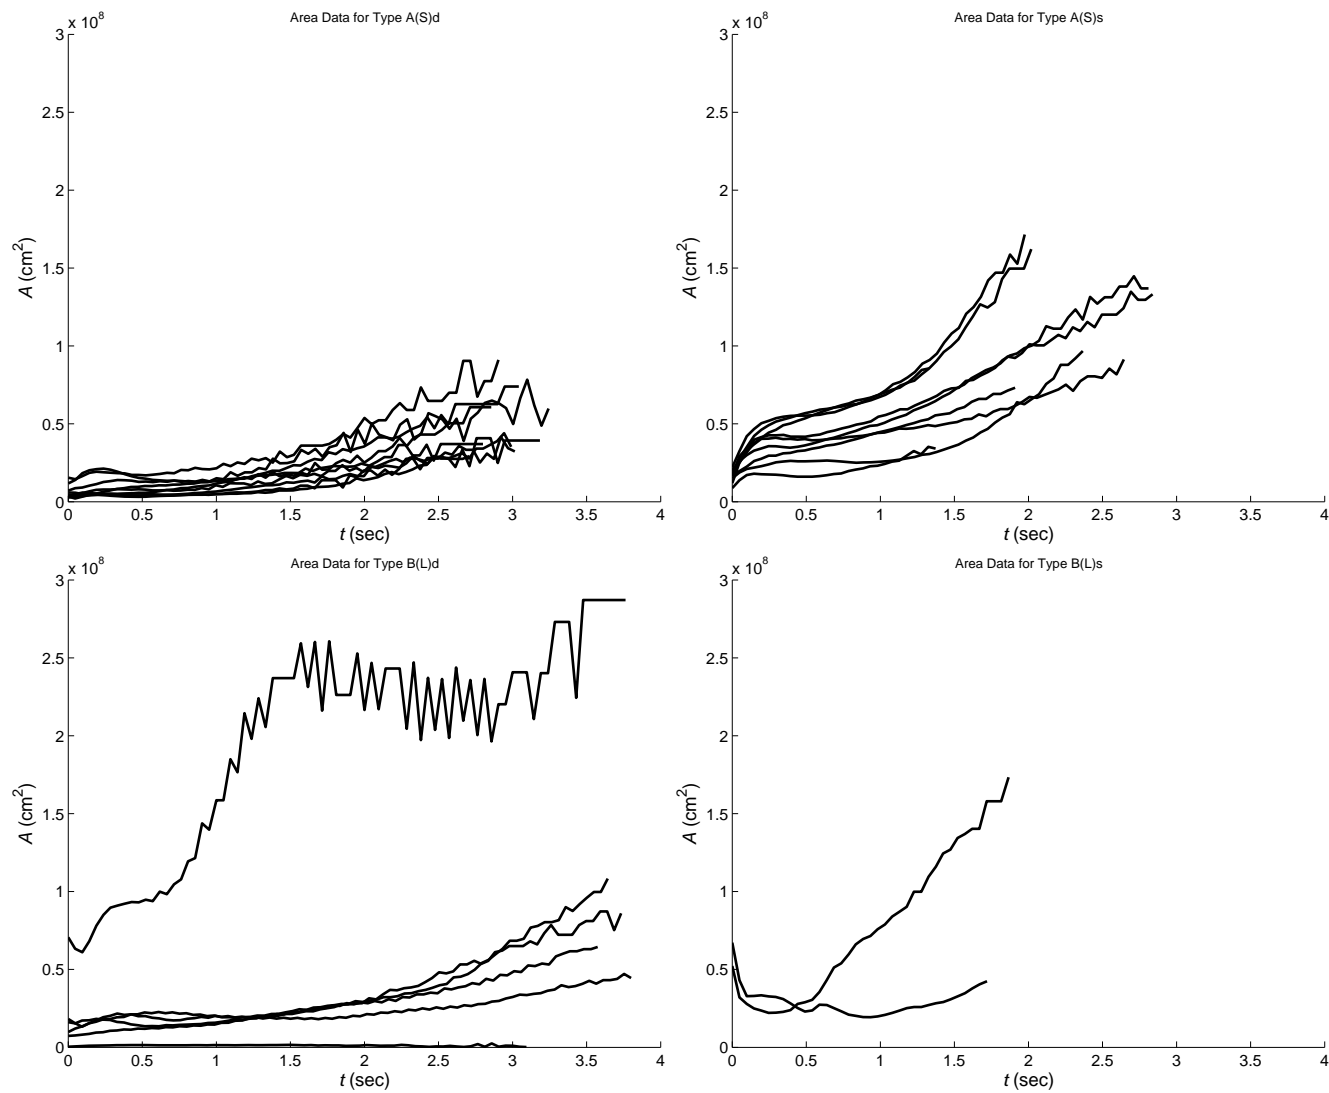 Area Data for Type A(S)d
x 10^8
3
2.5
2
1.5
1
0.5
0
A (cm^2)
0 0.5 1 1.5 2 2.5 3 3.5 4
t (sec)
Area Data for Type A(S)s
x 10^8
3
2.5
2
1.5
1
0.5
0
A (cm^2)
0 0.5 1 1.5 2 2.5 3 3.5 4
t (sec)
Area Data for Type B(L)d
x 10^8
3
2.5
2
1.5
1
0.5
0
A (cm^2)
0 0.5 1 1.5 2 2.5 3 3.5 4
t (sec)
Area Data for Type B(L)s
x 10^8
3
2.5
2
1.5
1
0.5
0
A (cm^2)
0 0.5 1 1.5 2 2.5 3 3.5 4
t (sec)